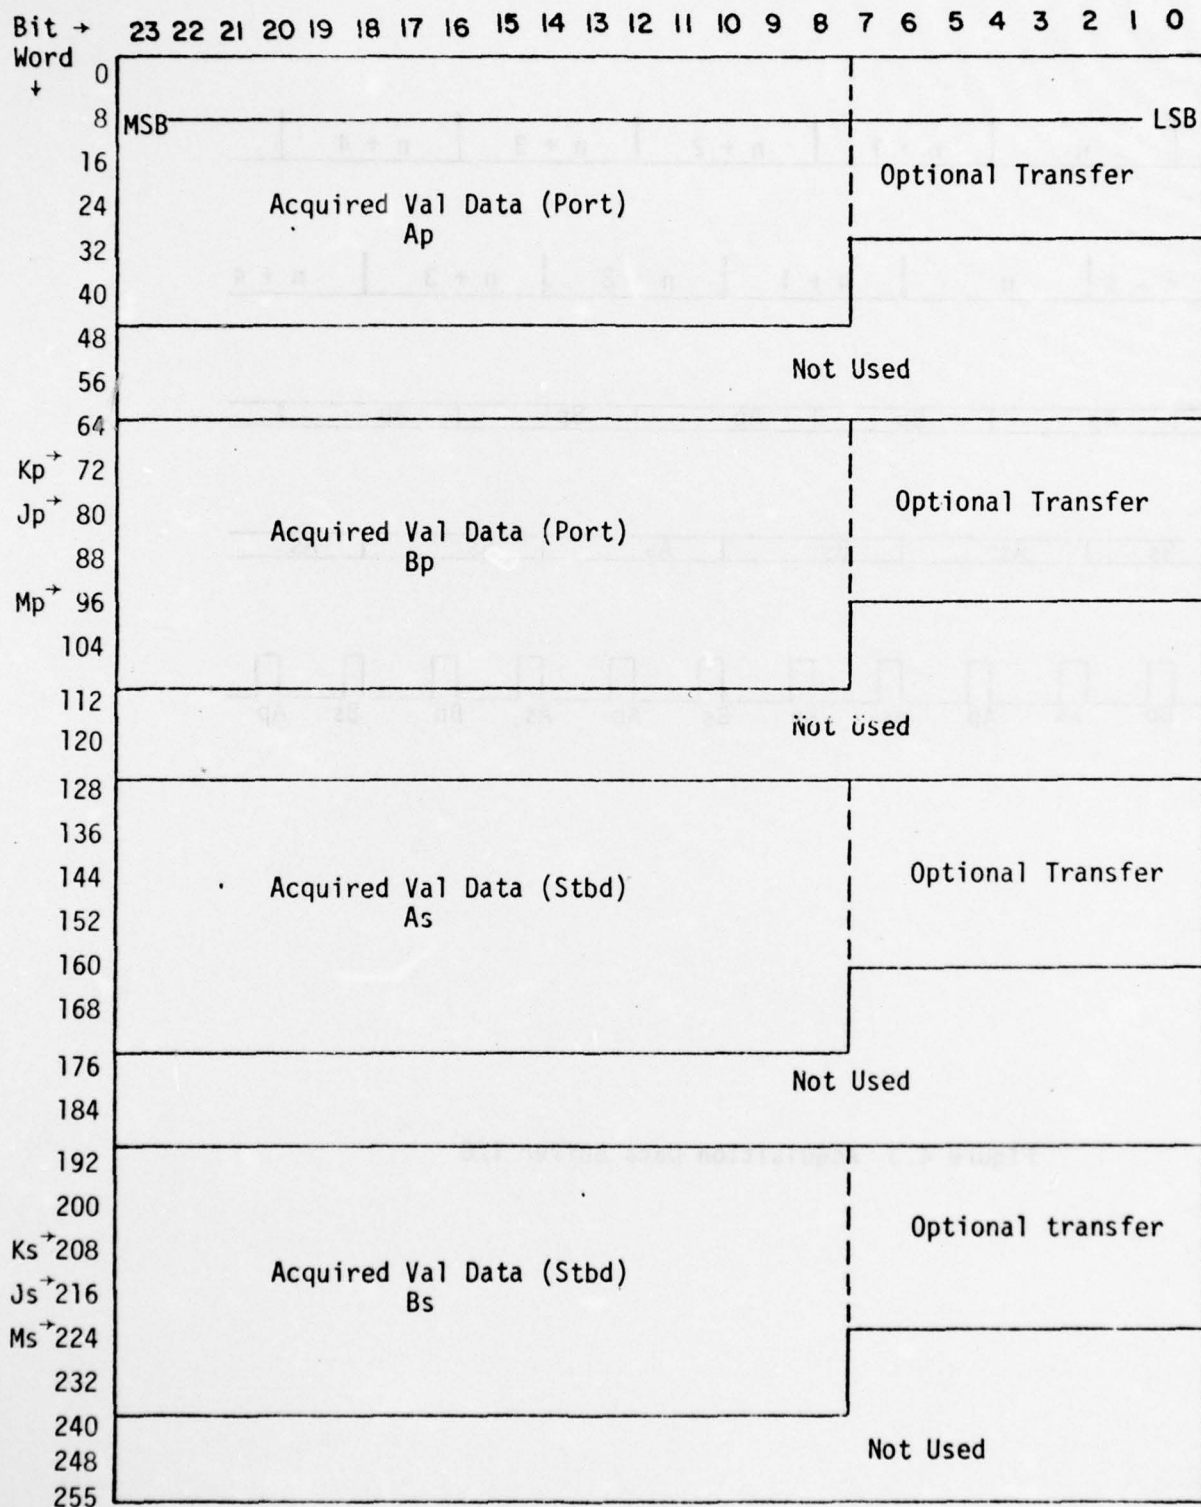 Bit → 23 22 21 20 19 18 17 16 15 14 13 12 11 10 9 8 7 6 5 4 3 2 1 0
Word
↓
0
8 MSB LSB
16 Optional Transfer
24 Acquired Val Data (Port)
Ap
32
40
48
Not Used
56
64
Kp→ 72
Jp→ 80 Optional Transfer
Acquired Val Data (Port)
88 Bp
Mp→ 96
104
112
Not Used
120
128
136
144 Optional Transfer
Acquired Val Data (Stbd)
152 As
160
168
176
Not Used
184
192
200
Optional transfer
Ks→ 208
Acquired Val Data (Stbd)
Js→ 216 Bs
Ms→ 224
232
240
Not Used
248
255